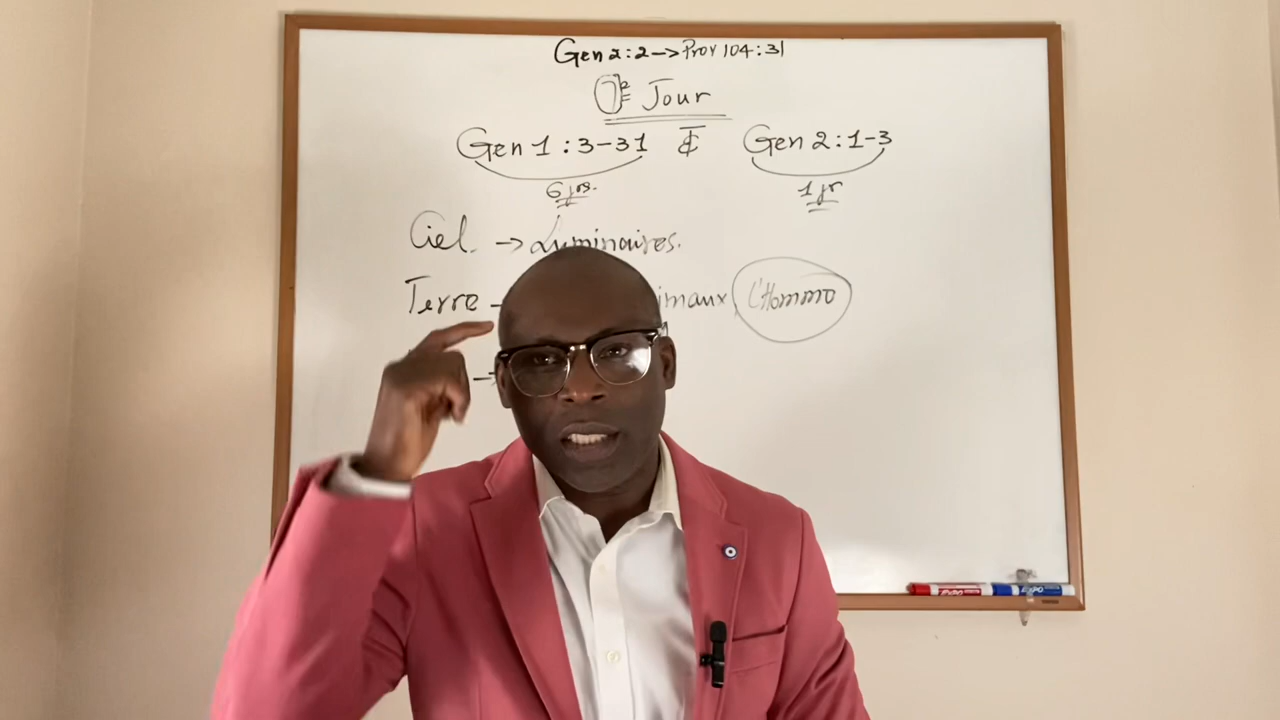 Gen 2:2 → Prov 104:31
7e Jour
Gen 1:3-31 & Gen 2:1-3
6 jrs. 1 jr
Ciel. → Luminaires.
Terre → imaux, L'Homme
→
EXPO EXPO